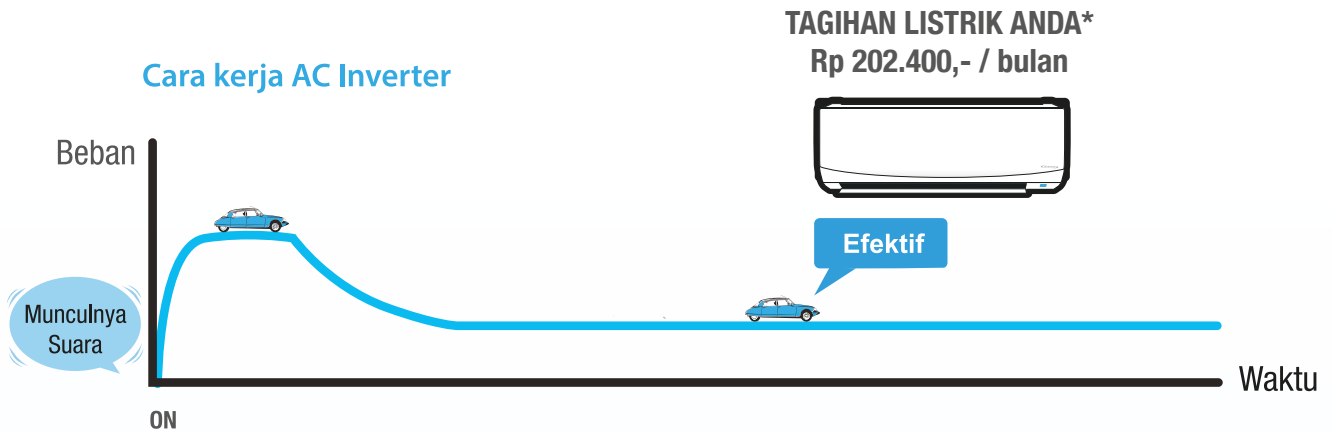 TAGIHAN LISTRIK ANDA*
Rp 202.400,- / bulan
Cara kerja AC Inverter
Beban
Efektif
Munculnya
Suara
Waktu
ON